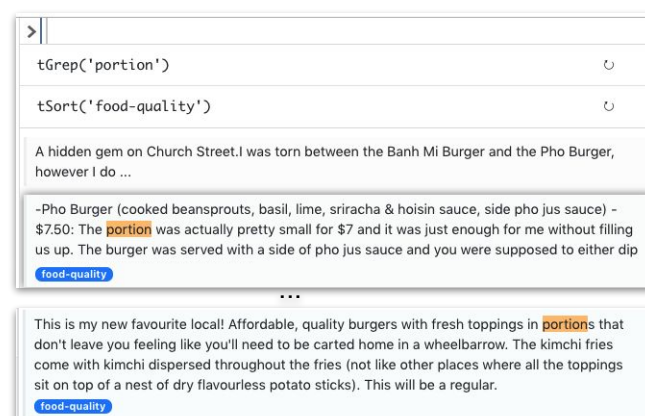 >
tGrep('portion')
tSort('food-quality')
A hidden gem on Church Street.I was torn between the Banh Mi Burger and the Pho Burger,
however I do ...
-Pho Burger (cooked beansprouts, basil, lime, sriracha & hoisin sauce, side pho jus sauce) -
$7.50: The portion was actually pretty small for $7 and it was just enough for me without filling
us up. The burger was served with a side of pho jus sauce and you were supposed to either dip
food-quality
...
This is my new favourite local! Affordable, quality burgers with fresh toppings in portions that
don't leave you feeling like you'll need to be carted home in a wheelbarrow. The kimchi fries
come with kimchi dispersed throughout the fries (not like other places where all the toppings
sit on top of a nest of dry flavourless potato sticks). This will be a regular.
food-quality